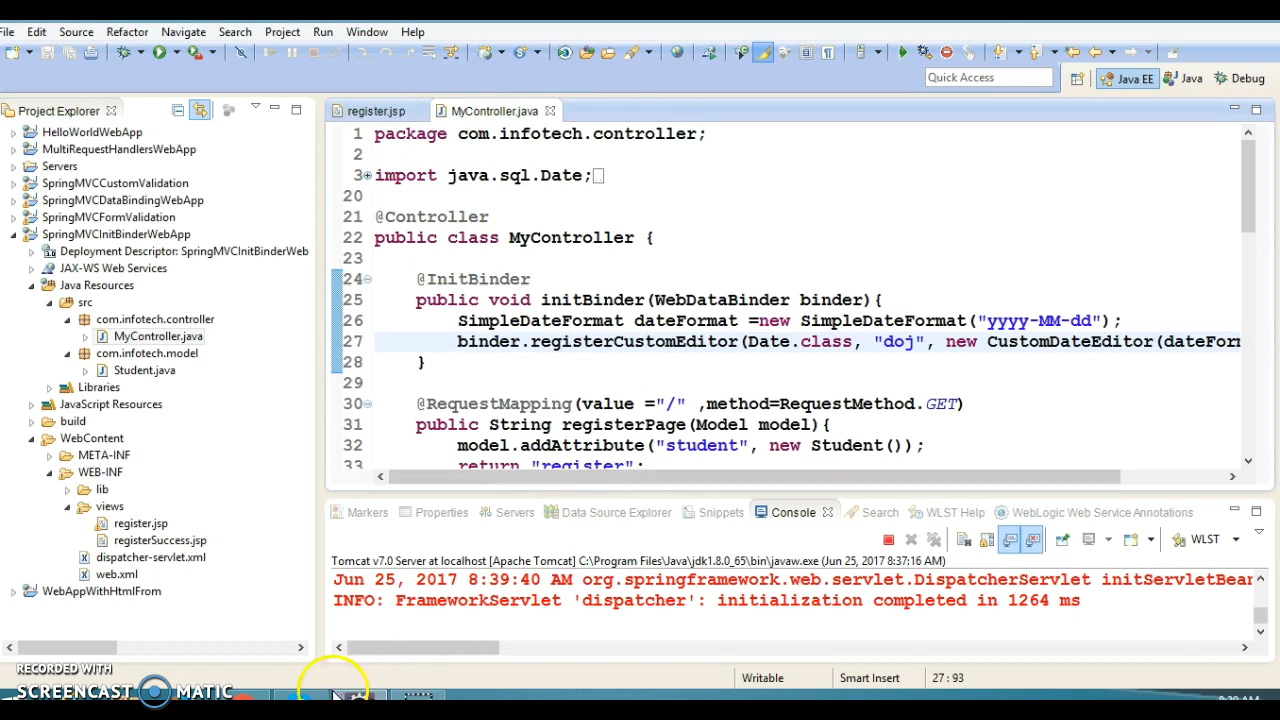 File Edit Source Refactor Navigate Search Project Run Window Help
Quick Access
Java EE Java Debug
Project Explorer
HelloWorldWebApp
MultiRequestHandlersWebApp
Servers
SpringMVCCustomValidation
SpringMVCDataBindingWebApp
SpringMVCFormValidation
SpringMVCInitBinderWebApp
Deployment Descriptor: SpringMVCInitBinderWeb
JAX-WS Web Services
Java Resources
src
com.infotech.controller
MyController.java
com.infotech.model
Student.java
Libraries
JavaScript Resources
build
WebContent
META-INF
WEB-INF
lib
views
register.jsp
registerSuccess.jsp
dispatcher-servlet.xml
web.xml
WebAppWithHtmlFrom
register.jsp MyController.java
1 package com.infotech.controller;
2
3 import java.sql.Date;
20
21 @Controller
22 public class MyController {
23
24 @InitBinder
25 public void initBinder(WebDataBinder binder){
26 SimpleDateFormat dateFormat =new SimpleDateFormat("yyyy-MM-dd");
27 binder.registerCustomEditor(Date.class, "doj", new CustomDateEditor(dateForm
28 }
29
30 @RequestMapping(value ="/" ,method=RequestMethod.GET)
31 public String registerPage(Model model){
32 model.addAttribute("student", new Student());
33 return "register";
Markers Properties Servers Data Source Explorer Snippets Console Search WLST Help WebLogic Web Service Annotations
WLST
Tomcat v7.0 Server at localhost [Apache Tomcat] C:\Program Files\Java\jdk1.8.0_65\bin\javaw.exe (Jun 25, 2017 8:37:16 AM)
Jun 25, 2017 8:39:40 AM org.springframework.web.servlet.DispatcherServlet initServletBean
INFO: FrameworkServlet 'dispatcher': initialization completed in 1264 ms
Writable Smart Insert 27 : 93
RECORDED WITH
SCREENCAST MATIC